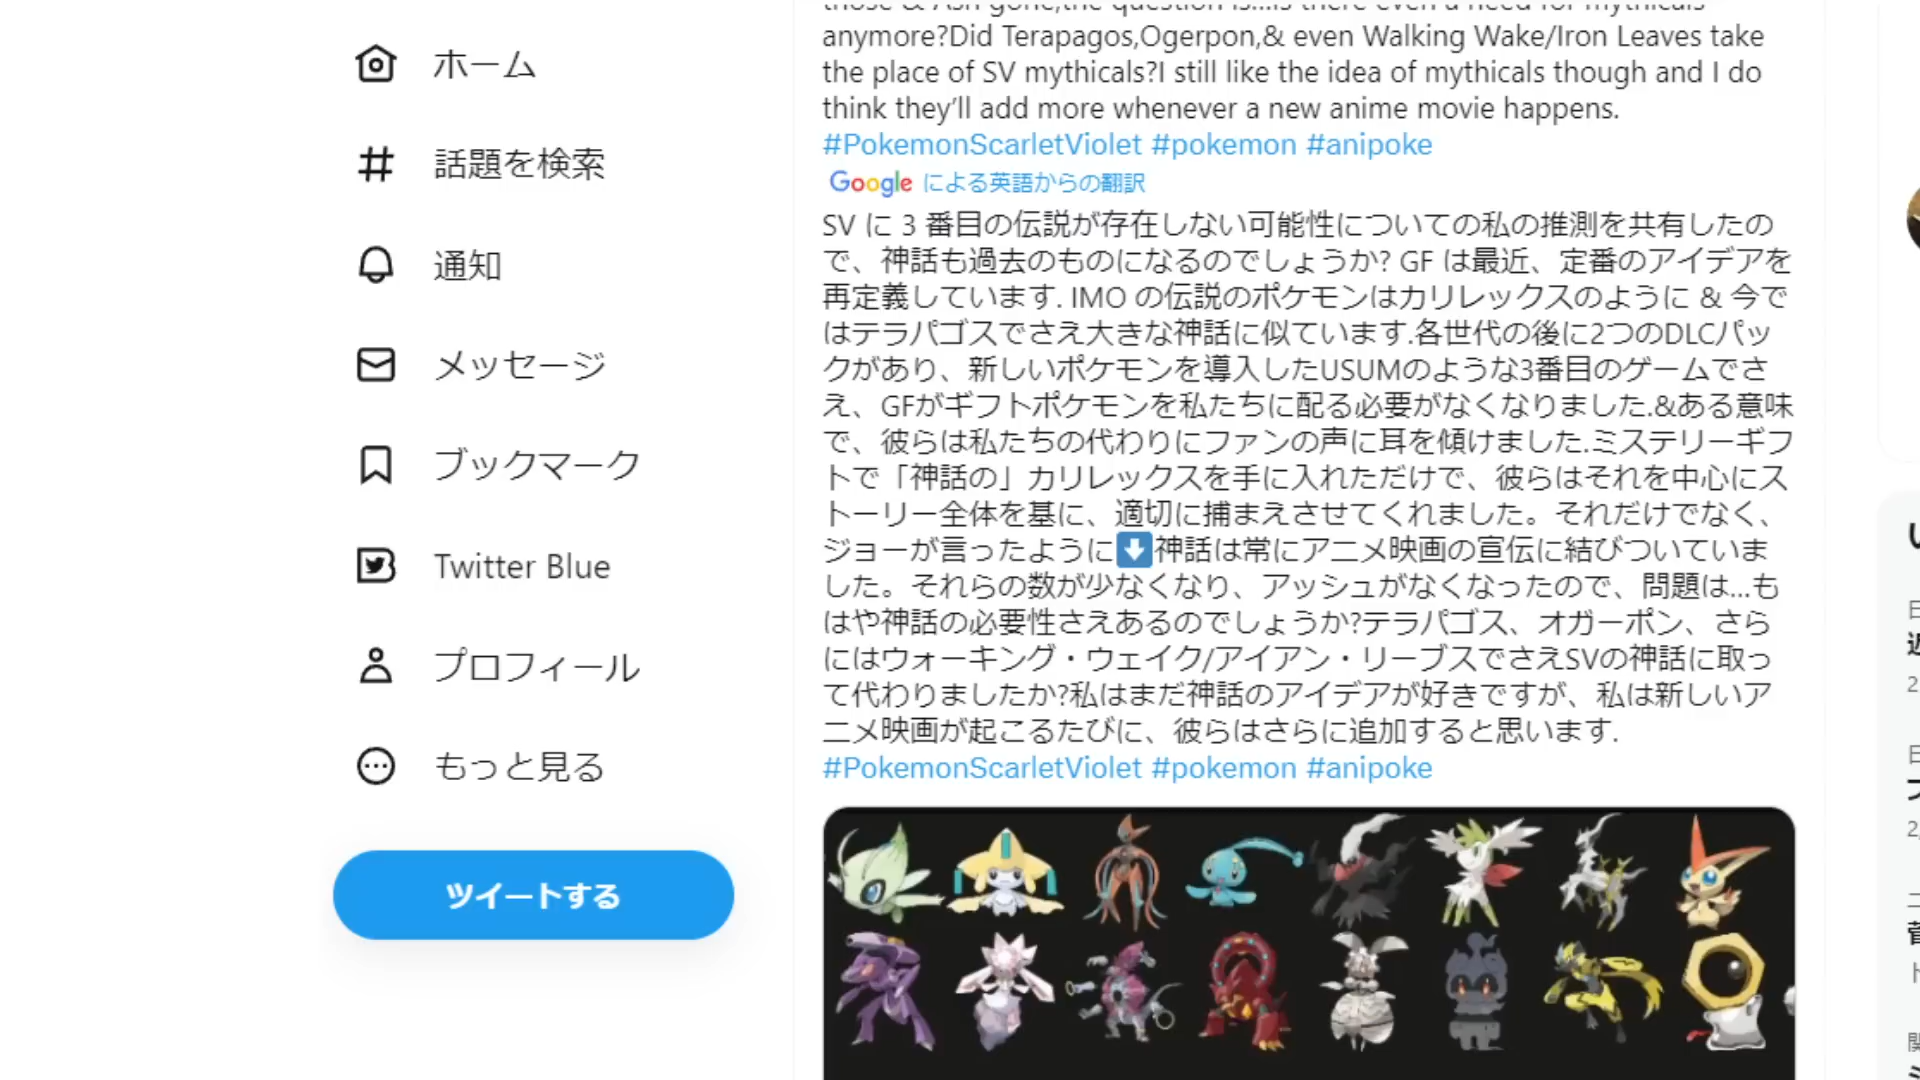 ホーム
話題を検索
通知
メッセージ
ブックマーク
Twitter Blue
プロフィール
もっと見る
ツイートする
those & Ash gone,the question is...is there even a need for mythicals
anymore?Did Terapagos,Ogerpon,& even Walking Wake/Iron Leaves take
the place of SV mythicals?I still like the idea of mythicals though and I do
think they’ll add more whenever a new anime movie happens.
#PokemonScarletViolet #pokemon #anipoke
Google による英語からの翻訳
SV に 3 番目の伝説が存在しない可能性についての私の推測を共有したの
で、神話も過去のものになるのでしょうか? GF は最近、定番のアイデアを
再定義しています. IMO の伝説のポケモンはカリレックスのように & 今で
はテラパゴスでさえ大きな神話に似ています.各世代の後に2つのDLCパッ
クがあり、新しいポケモンを導入したUSUMのような3番目のゲームでさ
え、GFがギフトポケモンを私たちに配る必要がなくなりました.&ある意味
で、彼らは私たちの代わりにファンの声に耳を傾けました.ミステリーギフ
トで「神話の」カリレックスを手に入れただけで、彼らはそれを中心にス
トーリー全体を基に、適切に捕まえさせてくれました。それだけでなく、
ジョーが言ったように⬇神話は常にアニメ映画の宣伝に結びついていま
した。それらの数が少なくなり、アッシュがなくなったので、問題は...も
はや神話の必要性さえあるのでしょうか?テラパゴス、オガーポン、さら
にはウォーキング・ウェイク/アイアン・リーブスでさえSVの神話に取っ
て代わりましたか?私はまだ神話のアイデアが好きですが、私は新しいア
ニメ映画が起こるたびに、彼らはさらに追加すると思います.
#PokemonScarletViolet #pokemon #anipoke